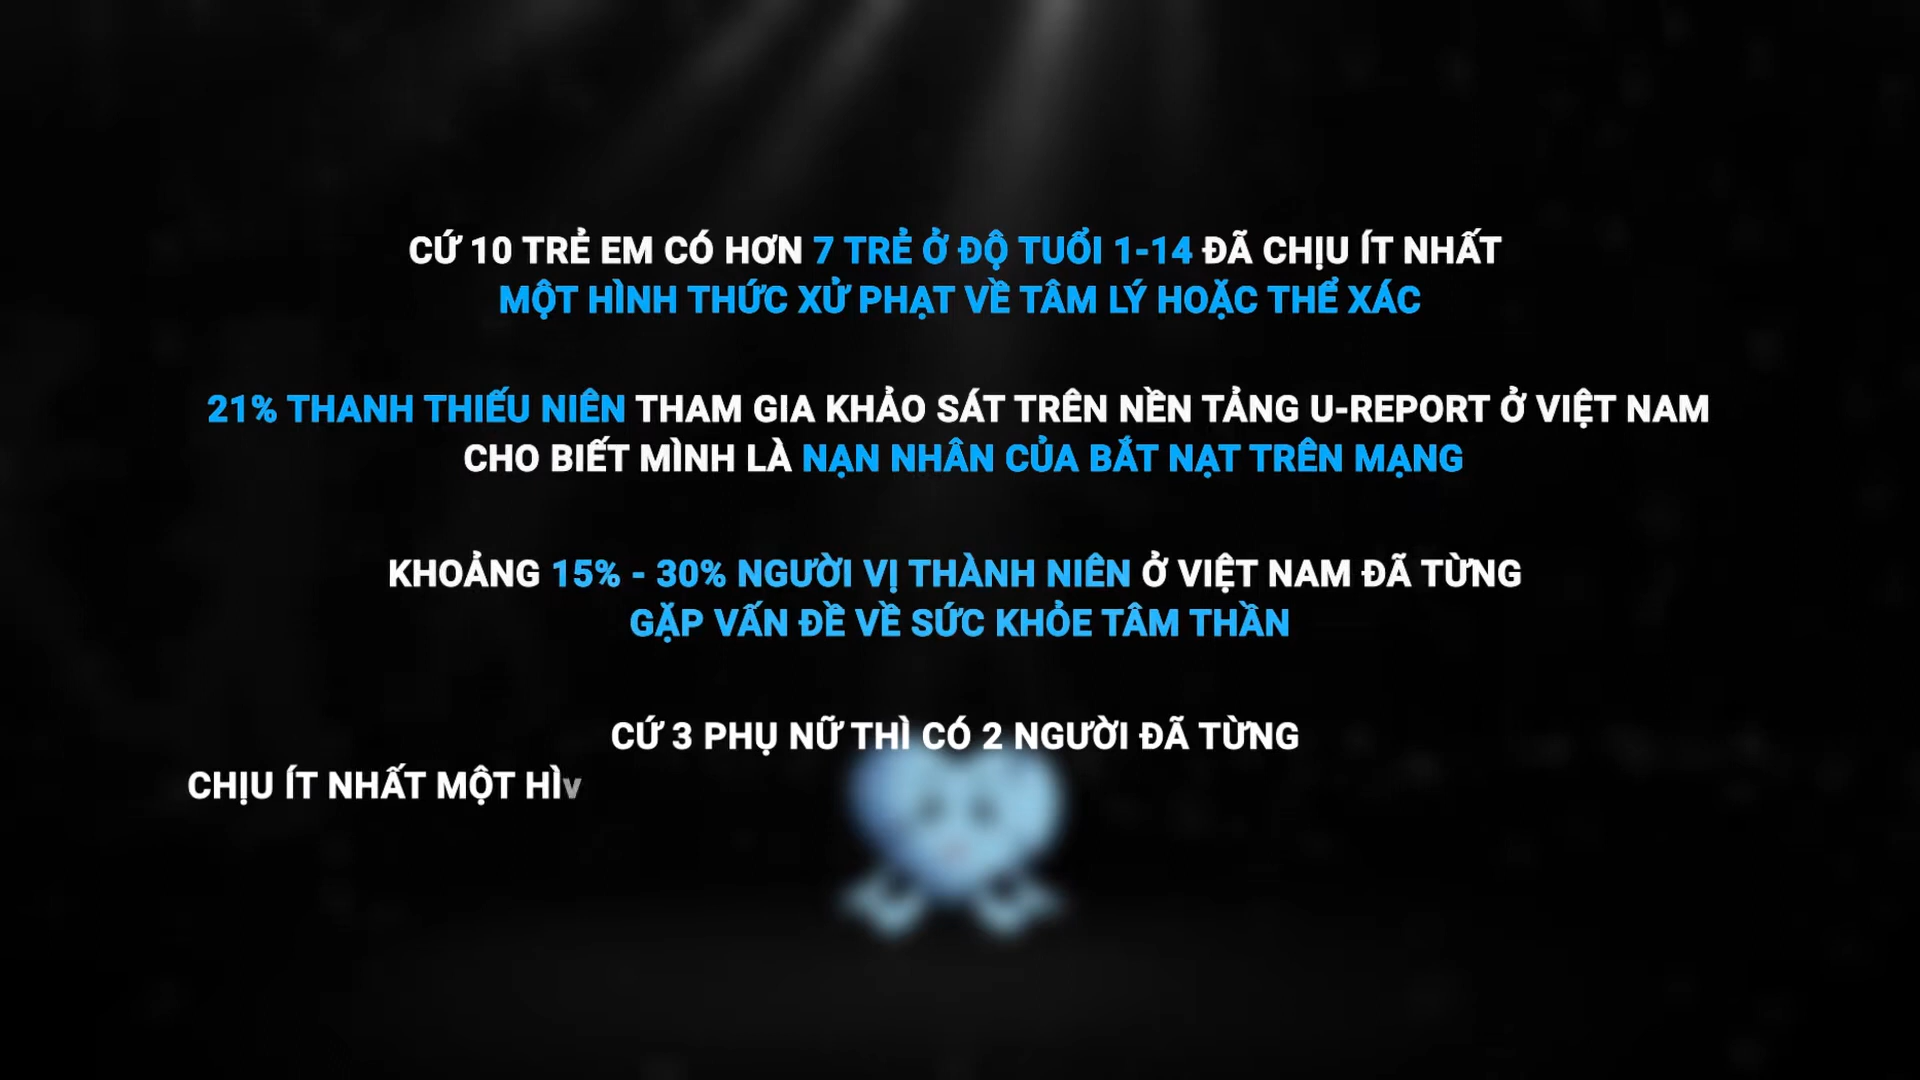 CỨ 10 TRẺ EM CÓ HƠN 7 TRẺ Ở ĐỘ TUỔI 1-14 ĐÃ CHỊU ÍT NHẤT
MỘT HÌNH THỨC XỬ PHẠT VỀ TÂM LÝ HOẶC THỂ XÁC
21% THANH THIẾU NIÊN THAM GIA KHẢO SÁT TRÊN NỀN TẢNG U-REPORT Ở VIỆT NAM
CHO BIẾT MÌNH LÀ NẠN NHÂN CỦA BẮT NẠT TRÊN MẠNG
KHOẢNG 15% - 30% NGƯỜI VỊ THÀNH NIÊN Ở VIỆT NAM ĐÃ TỪNG
GẶP VẤN ĐỀ VỀ SỨC KHỎE TÂM THẦN
CỨ 3 PHỤ NỮ THÌ CÓ 2 NGƯỜI ĐÃ TỪNG
CHỊU ÍT NHẤT MỘT